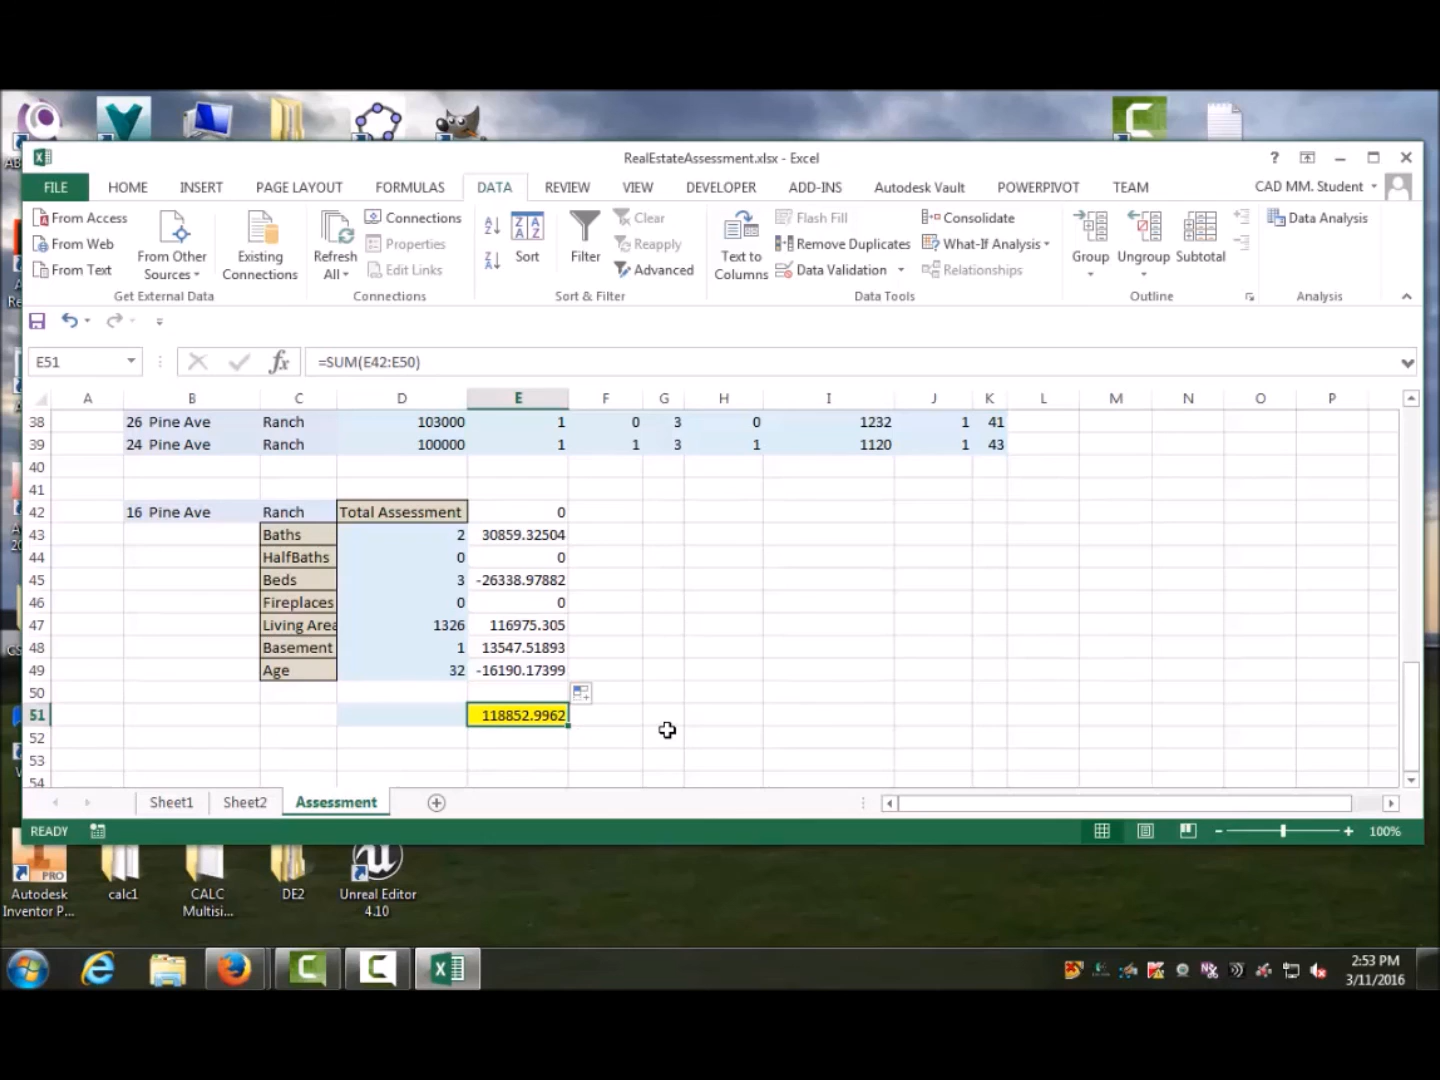 RealEstateAssessment.xlsx - Excel
?
FILE HOME INSERT PAGE LAYOUT FORMULAS DATA REVIEW VIEW DEVELOPER ADD-INS Autodesk Vault POWERPIVOT TEAM CAD MM. Student
From Access
From Web
From Text
From Other
Sources
Existing
Connections
Get External Data
Refresh
All
Connections
Properties
Edit Links
Connections
Sort
Filter
Clear
Reapply
Advanced
Sort & Filter
Text to
Columns
Flash Fill
Remove Duplicates
Data Validation
Consolidate
What-If Analysis
Relationships
Data Tools
Group
Ungroup
Subtotal
Outline
Data Analysis
Analysis
E51 fx =SUM(E42:E50)
A B C D E F G H I J K L M N O P
38 26 Pine Ave Ranch 103000 1 0 3 0 1232 1 41
39 24 Pine Ave Ranch 100000 1 1 3 1 1120 1 43
40
41
42 16 Pine Ave Ranch Total Assessment 0
43 Baths 2 30859.32504
44 HalfBaths 0 0
45 Beds 3 -26338.97882
46 Fireplaces 0 0
47 Living Area 1326 116975.305
48 Basement 1 13547.51893
49 Age 32 -16190.17399
50
51 118852.9962
52
53
54
Sheet1 Sheet2 Assessment
READY 100%
PRO
Autodesk
Inventor P...
calc1
CALC
Multisi...
DE2
Unreal Editor
4.10
2:53 PM
3/11/2016